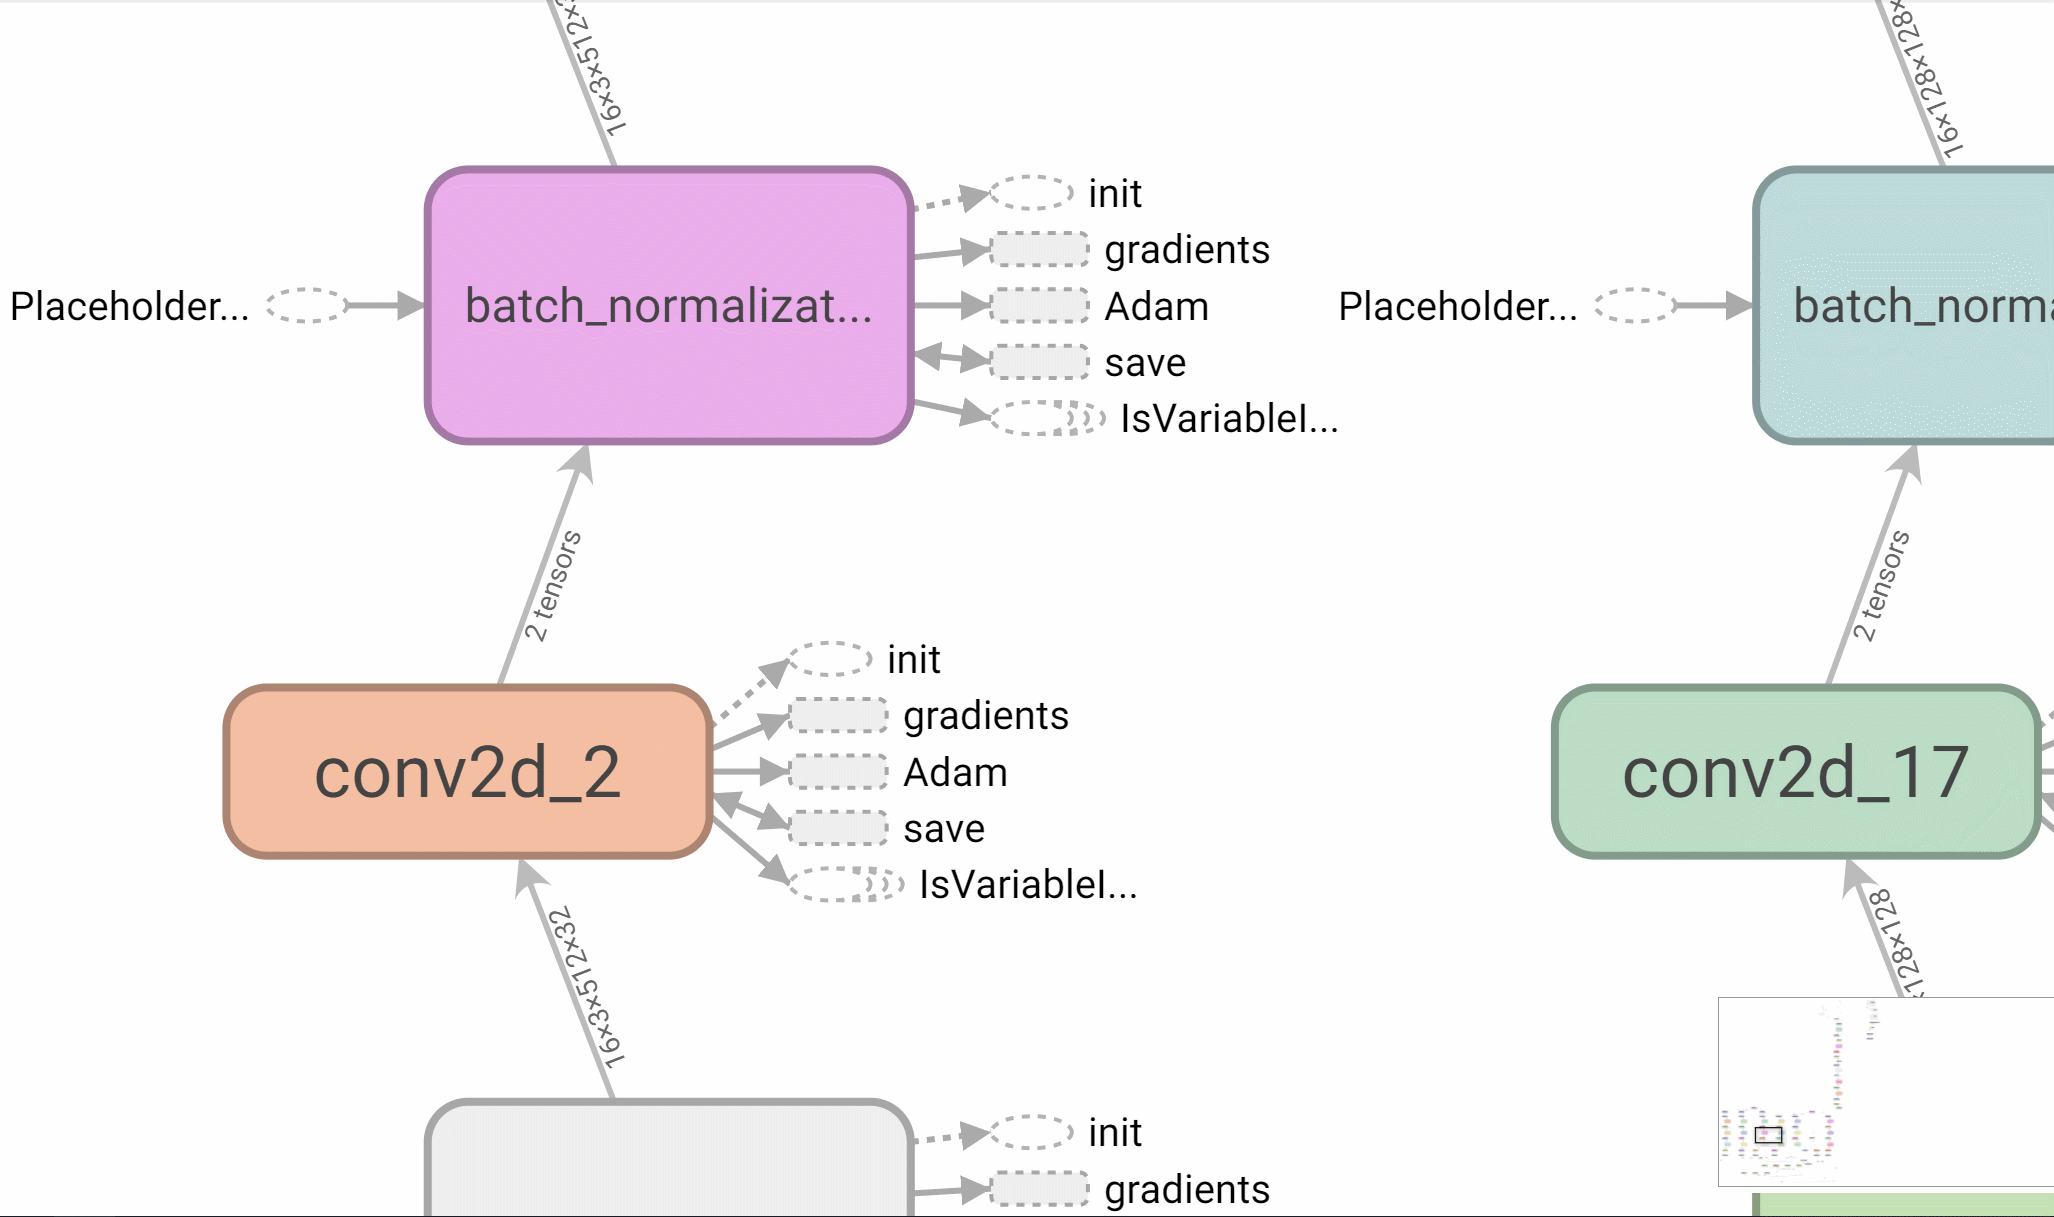 16×3×512×
16×128×128×
init
gradients
Placeholder...
batch_normalizat...
Adam
Placeholder...
batch_norma
save
IsVariableI...
2 tensors
2 tensors
init
gradients
conv2d_2
Adam
conv2d_17
save
IsVariableI...
16×3×512×32
×128×128
init
gradients